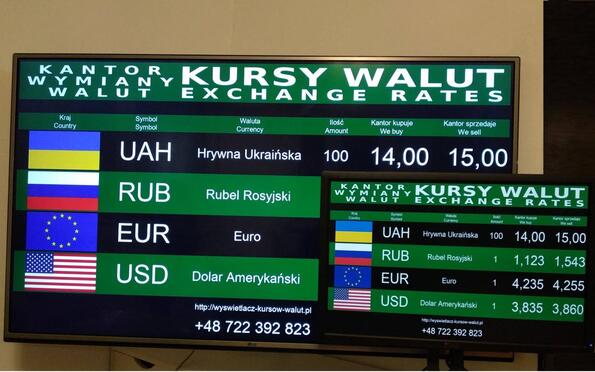 KANTOR WYMIANY WALUT
KURSY WALUT
EXCHANGE RATES
Kraj Symbol Waluta Ilość Kantor kupuje Kantor sprzedaje
Country Symbol Currency Amount We buy We sell
UAH Hrywna Ukraińska 100 14,00 15,00
RUB Rubel Rosyjski
EUR Euro
USD Dolar Amerykański
http://wyswietlacz-kursow-walut.pl
+48 722 392 823
LG
KANTOR WYMIANY WALUT
KURSY WALUT
EXCHANGE RATES
Kraj Symbol Waluta Ilość Kantor kupuje Kantor sprzedaje
Country Symbol Currency Amount We buy We sell
UAH Hrywna Ukraińska 100 14,00 15,00
RUB Rubel Rosyjski 1 1,123 1,543
EUR Euro 1 4,235 4,255
USD Dolar Amerykański 1 3,835 3,860
http://wyswietlacz-kursow-walut.pl
+48 722 392 823